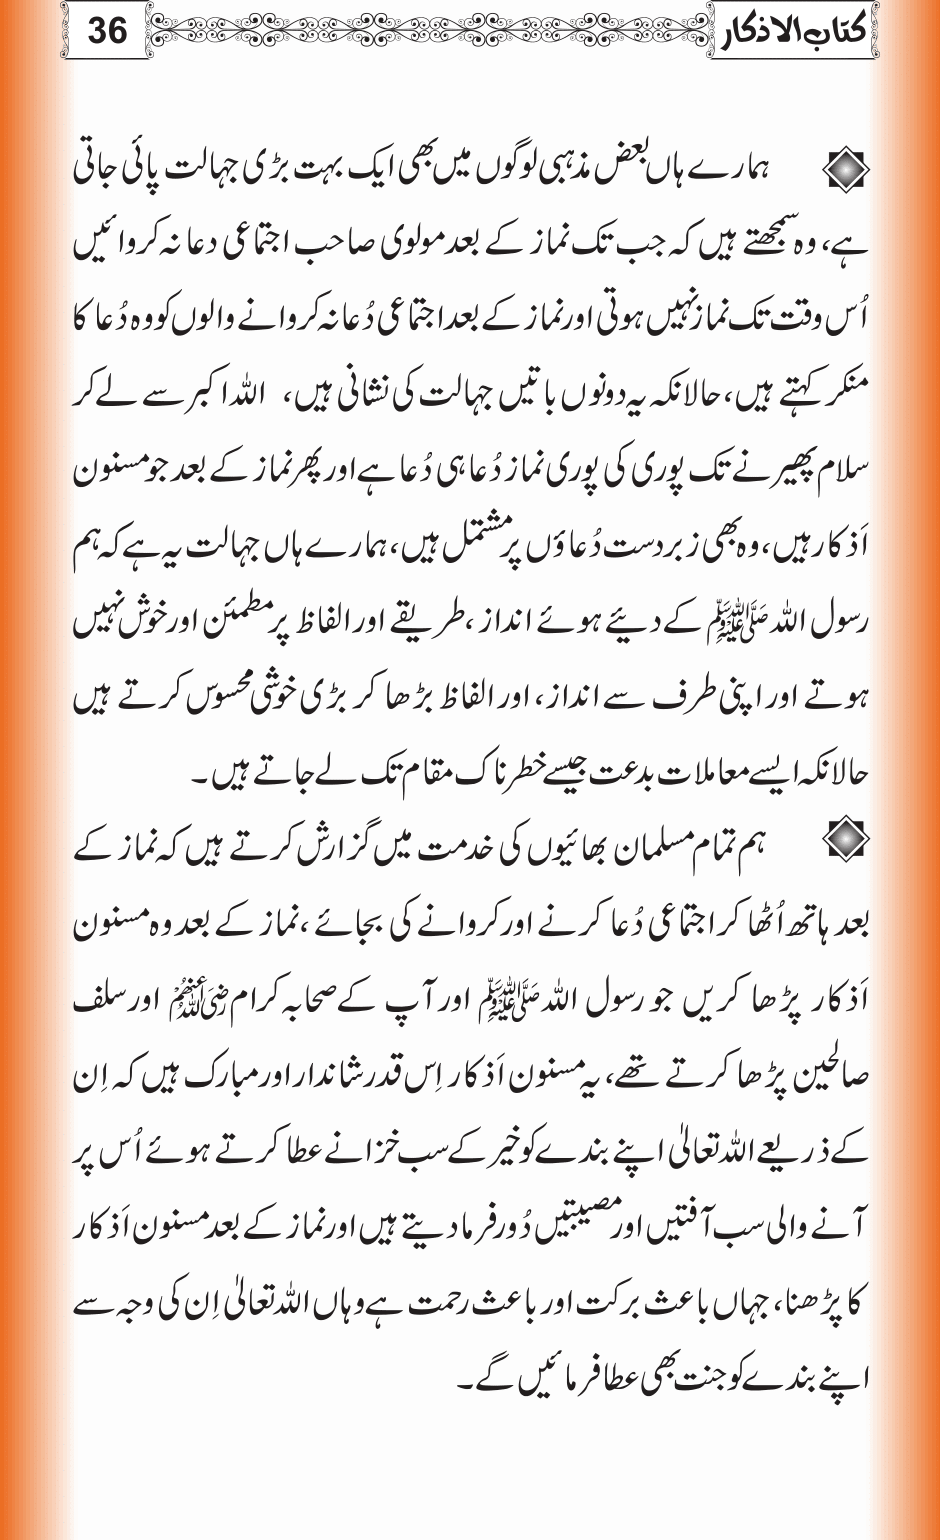 کتاب الاذکار 36
ہمارے ہاں بعض مذہبی لوگوں میں بھی ایک بہت بڑی جہالت پائی جاتی
ہے، وہ سمجھتے ہیں کہ جب تک نماز کے بعد مولوی صاحب اجتماعی دعا نہ کروائیں
اُس وقت تک نماز نہیں ہوتی اور نماز کے بعد اجتماعی دُعا نہ کروانے والوں کو وہ دُعا کا
منکر کہتے ہیں، حالانکہ یہ دونوں باتیں جہالت کی نشانی ہیں، اللہ اکبر سے لے کر
سلام پھیرنے تک پوری کی پوری نماز دُعا ہی دُعا ہے اور پھر نماز کے بعد جو مسنون
اَذکار ہیں، وہ بھی زبردست دُعاؤں پر مشتمل ہیں، ہمارے ہاں جہالت یہ ہے کہ ہم
رسول اللہ ﷺ کے دیئے ہوئے انداز، طریقے اور الفاظ پر مطمئن اور خوش نہیں
ہوتے اور اپنی طرف سے انداز، اور الفاظ بڑھا کر بڑی خوشی محسوس کرتے ہیں
حالانکہ ایسے معاملات بدعت جیسے خطرناک مقام تک لے جاتے ہیں۔
ہم تمام مسلمان بھائیوں کی خدمت میں گزارش کرتے ہیں کہ نماز کے
بعد ہاتھ اُٹھا کر اجتماعی دُعا کرنے اور کروانے کی بجائے، نماز کے بعد وہ مسنون
اَذکار پڑھا کریں جو رسول اللہ ﷺ اور آپ کے صحابہ کرام رضی اللہ عنہم اور سلف
صالحین پڑھا کرتے تھے، یہ مسنون اَذکار اِس قدر شاندار اور مبارک ہیں کہ اِن
کے ذریعے اللہ تعالیٰ اپنے بندے کو خیر کے سب خزانے عطا کرتے ہوئے اُس پر
آنے والی سب آفتیں اور مصیبتیں دُور فرما دیتے ہیں اور نماز کے بعد مسنون اَذکار
کا پڑھنا، جہاں باعث برکت اور باعث رحمت ہے وہاں اللہ تعالیٰ اِن کی وجہ سے
اپنے بندے کو جنت بھی عطا فرمائیں گے۔